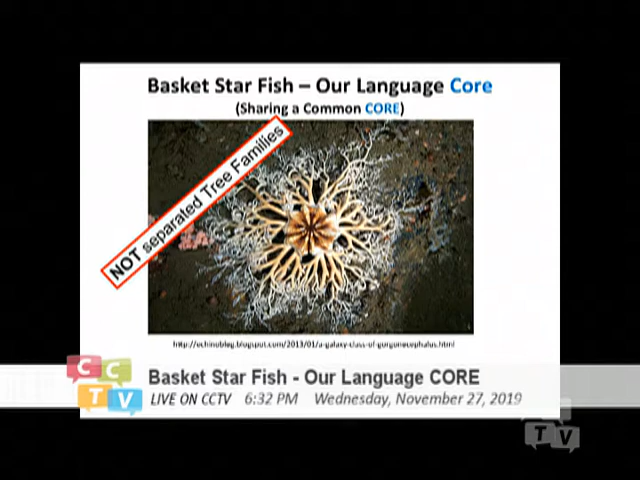 Basket Star Fish – Our Language Core
(Sharing a Common CORE)
NOT separated Tree Families
http://echinoblog.blogspot.com/2013/01/a-galaxy-class-of-gorgonocephalus.html
CCTV
Basket Star Fish - Our Language CORE
LIVE ON CCTV 6:32 PM Wednesday, November 27, 2019
TV